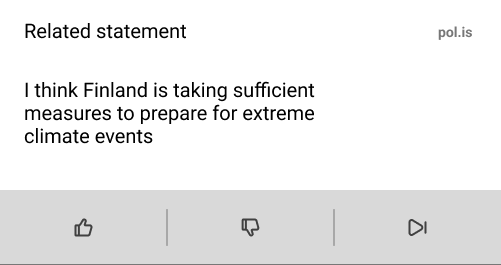 Related statement
pol.is
I think Finland is taking sufficient
measures to prepare for extreme
climate events